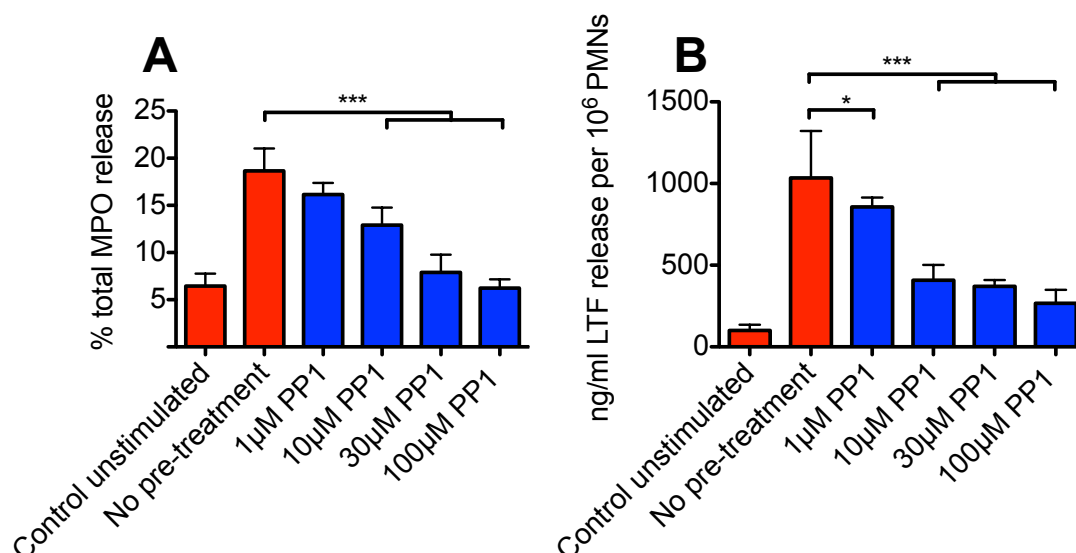 A
% total MPO release
25
20
15
10
5
***
Control unstimulated
No pre-treatment
1µM PP1
10µM PP1
30µM PP1
100µM PP1
B
ng/ml LTF release per 10⁶ PMNs
1500
1000
500
0
***
*
Control unstimulated
No pre-treatment
1µM PP1
10µM PP1
30µM PP1
100µM PP1